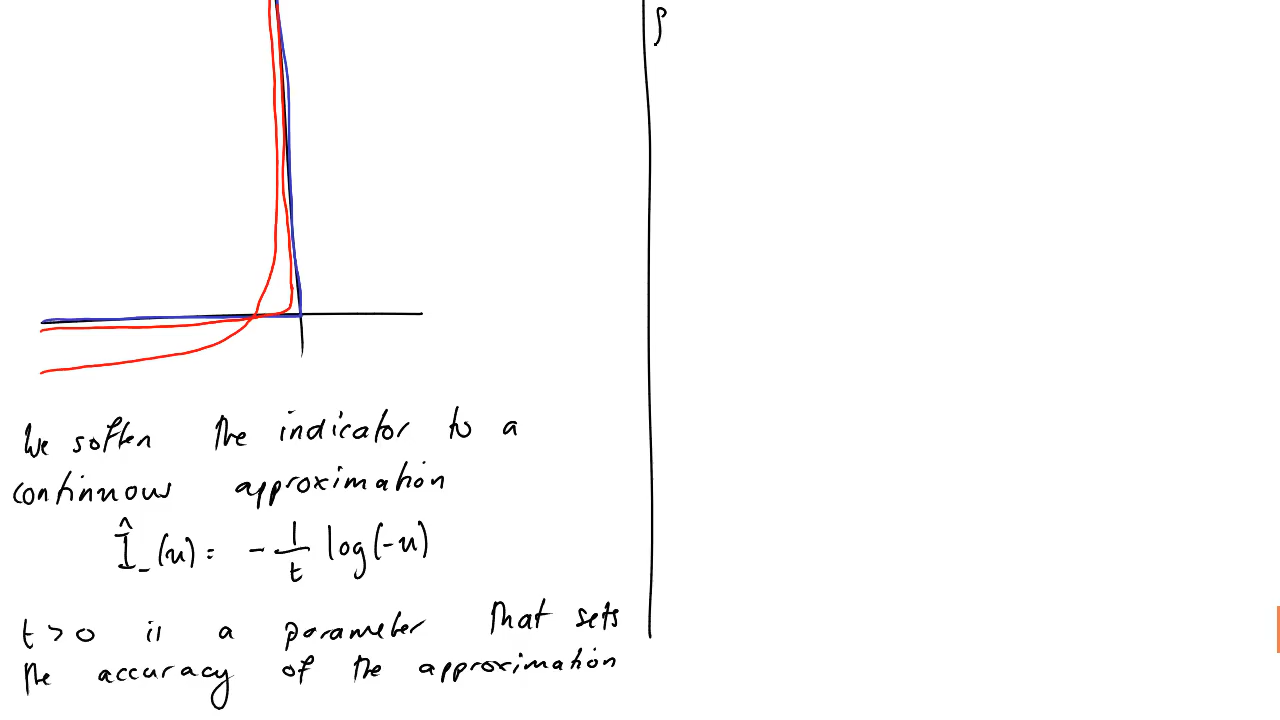 We soften the indicator to a
continuous approximation
Î_(u) = - 1/t log(-u)
t > 0 is a parameter that sets
the accuracy of the approximation